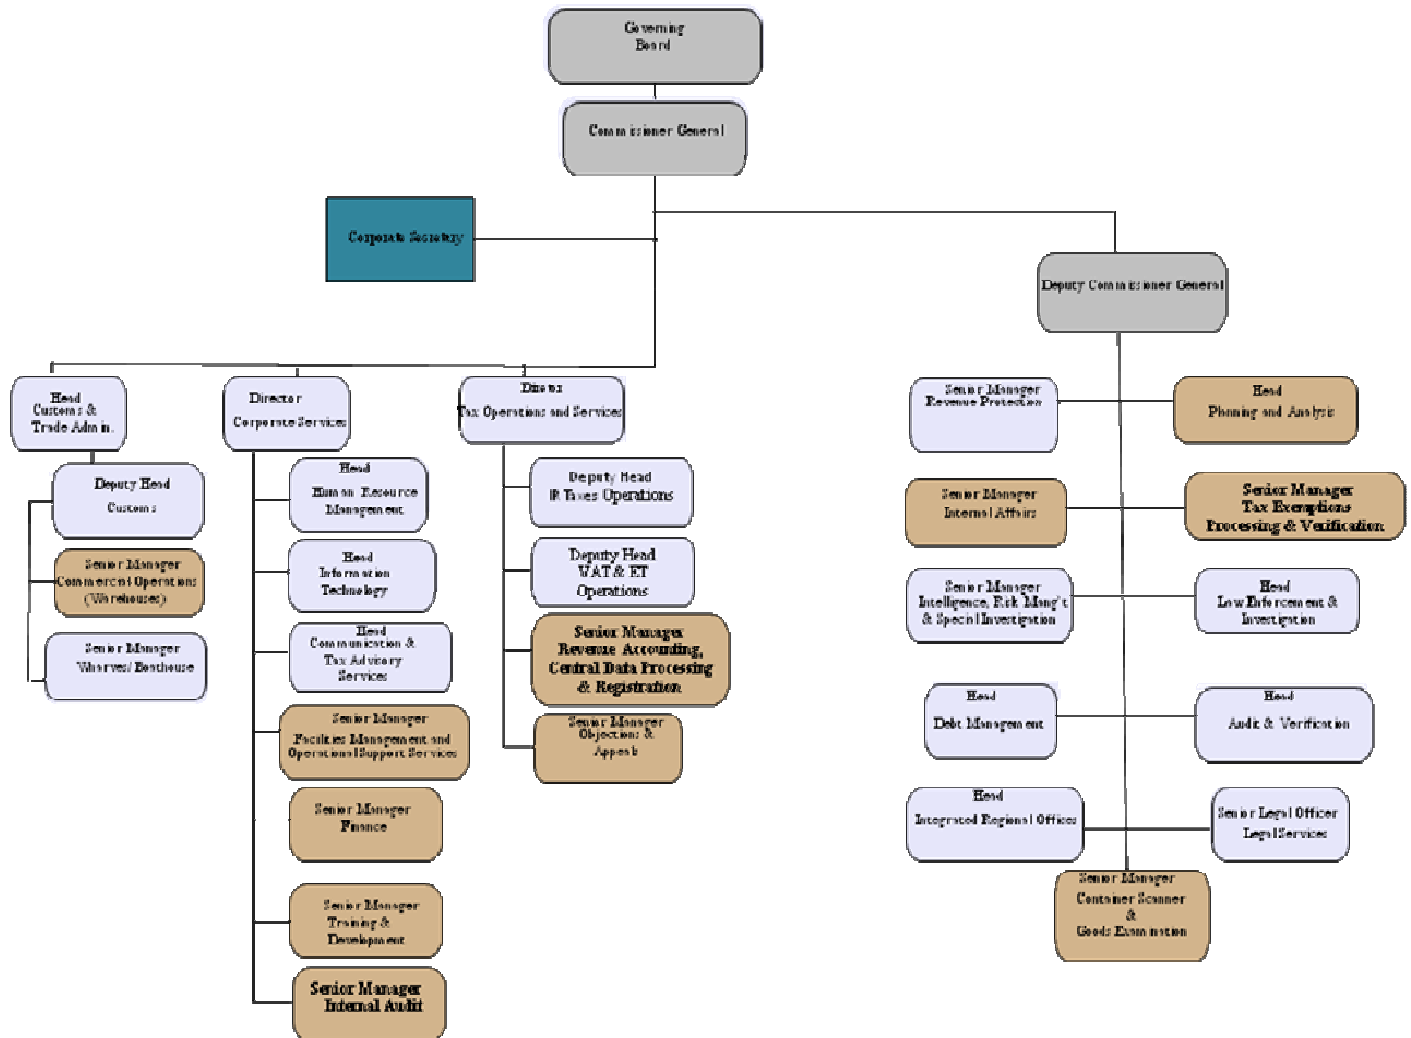 Governing
Board
Commissioner General
Corporate Secretary
Deputy Commissioner General
Head
Customs &
Trade Admin.
Director
Corporate Services
Tax Operations and Services
Deputy Head
Customs
Senior Manager
Commercial Operations
(Warehouses)
Senior Manager
Wharves/Boathouse
Head
Human Resource
Management
Head
Information
Technology
Head
Communication &
Tax Advisory
Services
Senior Manager
Facilities Management and
Operational Support Services
Senior Manager
Finance
Senior Manager
Training &
Development
Senior Manager
Internal Audit
Deputy Head
Taxes Operations
Deputy Head
VAT & ET
Operations
Senior Manager
Revenue Accounting,
Central Data Processing
& Registration
Senior Manager
Objections &
Appeals
Senior Manager
Revenue Protection
Head
Planning and Analysis
Senior Manager
Internal Affairs
Senior Manager
Tax Exemptions
Processing & Verification
Senior Manager
Intelligence, Risk Mang't
& Special Investigation
Head
Law Enforcement &
Investigation
Head
Debt Management
Head
Audit & Verification
Head
Integrated Regional Offices
Senior Legal Officer
Legal Services
Senior Manager
Container Scanner
&
Goods Examination